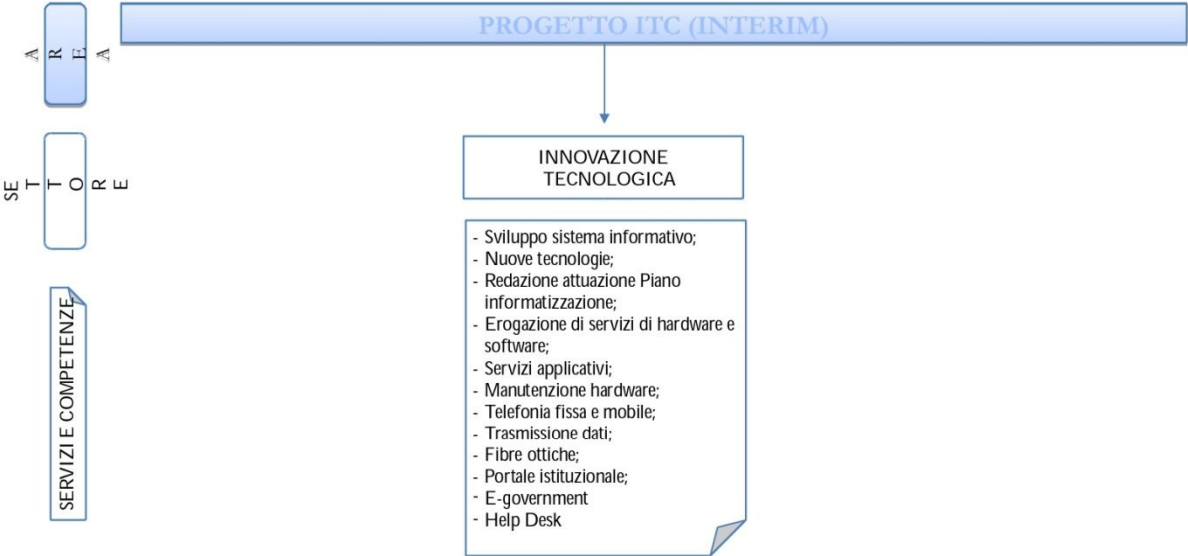 AREA
PROGETTO ITC (INTERIM)
SETTORE
INNOVAZIONE
TECNOLOGICA
SERVIZI E COMPETENZE
- Sviluppo sistema informativo;
- Nuove tecnologie;
- Redazione attuazione Piano
informatizzazione;
- Erogazione di servizi di hardware e
software;
- Servizi applicativi;
- Manutenzione hardware;
- Telefonia fissa e mobile;
- Trasmissione dati;
- Fibre ottiche;
- Portale istituzionale;
- E-government
- Help Desk